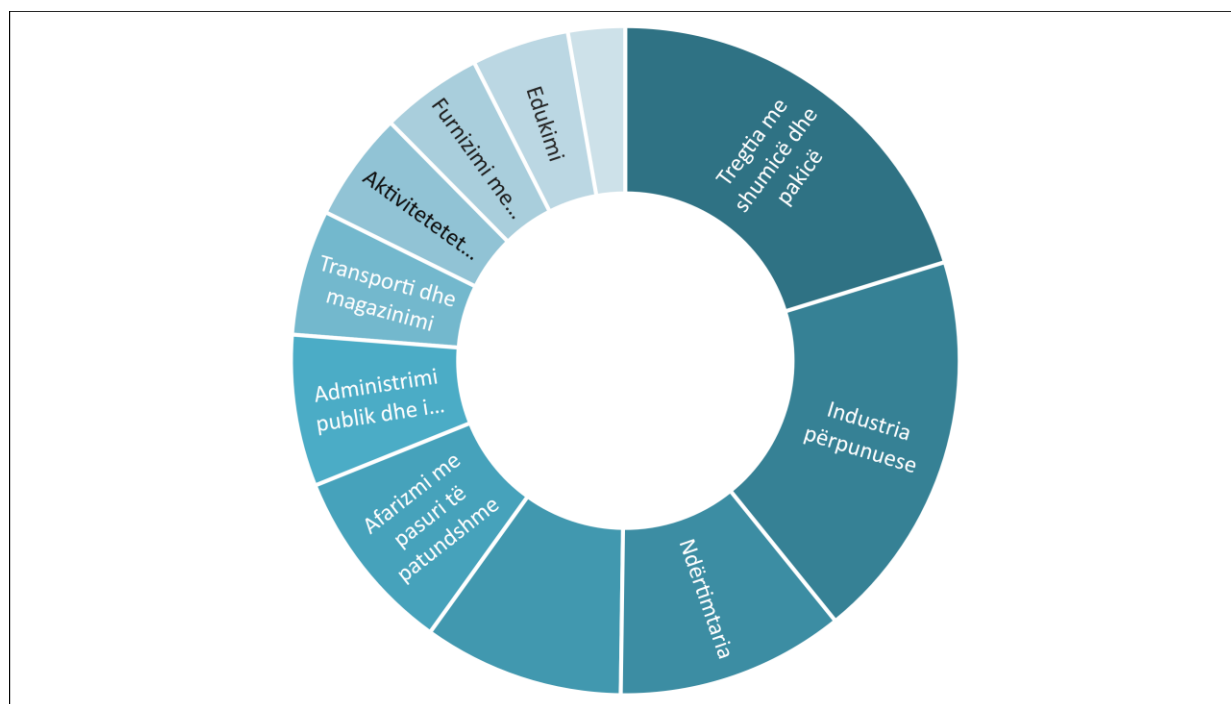 Tregtia me
shumicë dhe
pakicë
Industria
përpunuese
Ndërtimtaria
Afarizmi me
pasuri të
patundshme
Administrimi
publik dhe i...
Transporti dhe
magazinimi
Aktivitetetet...
Furnizimi me...
Edukimi